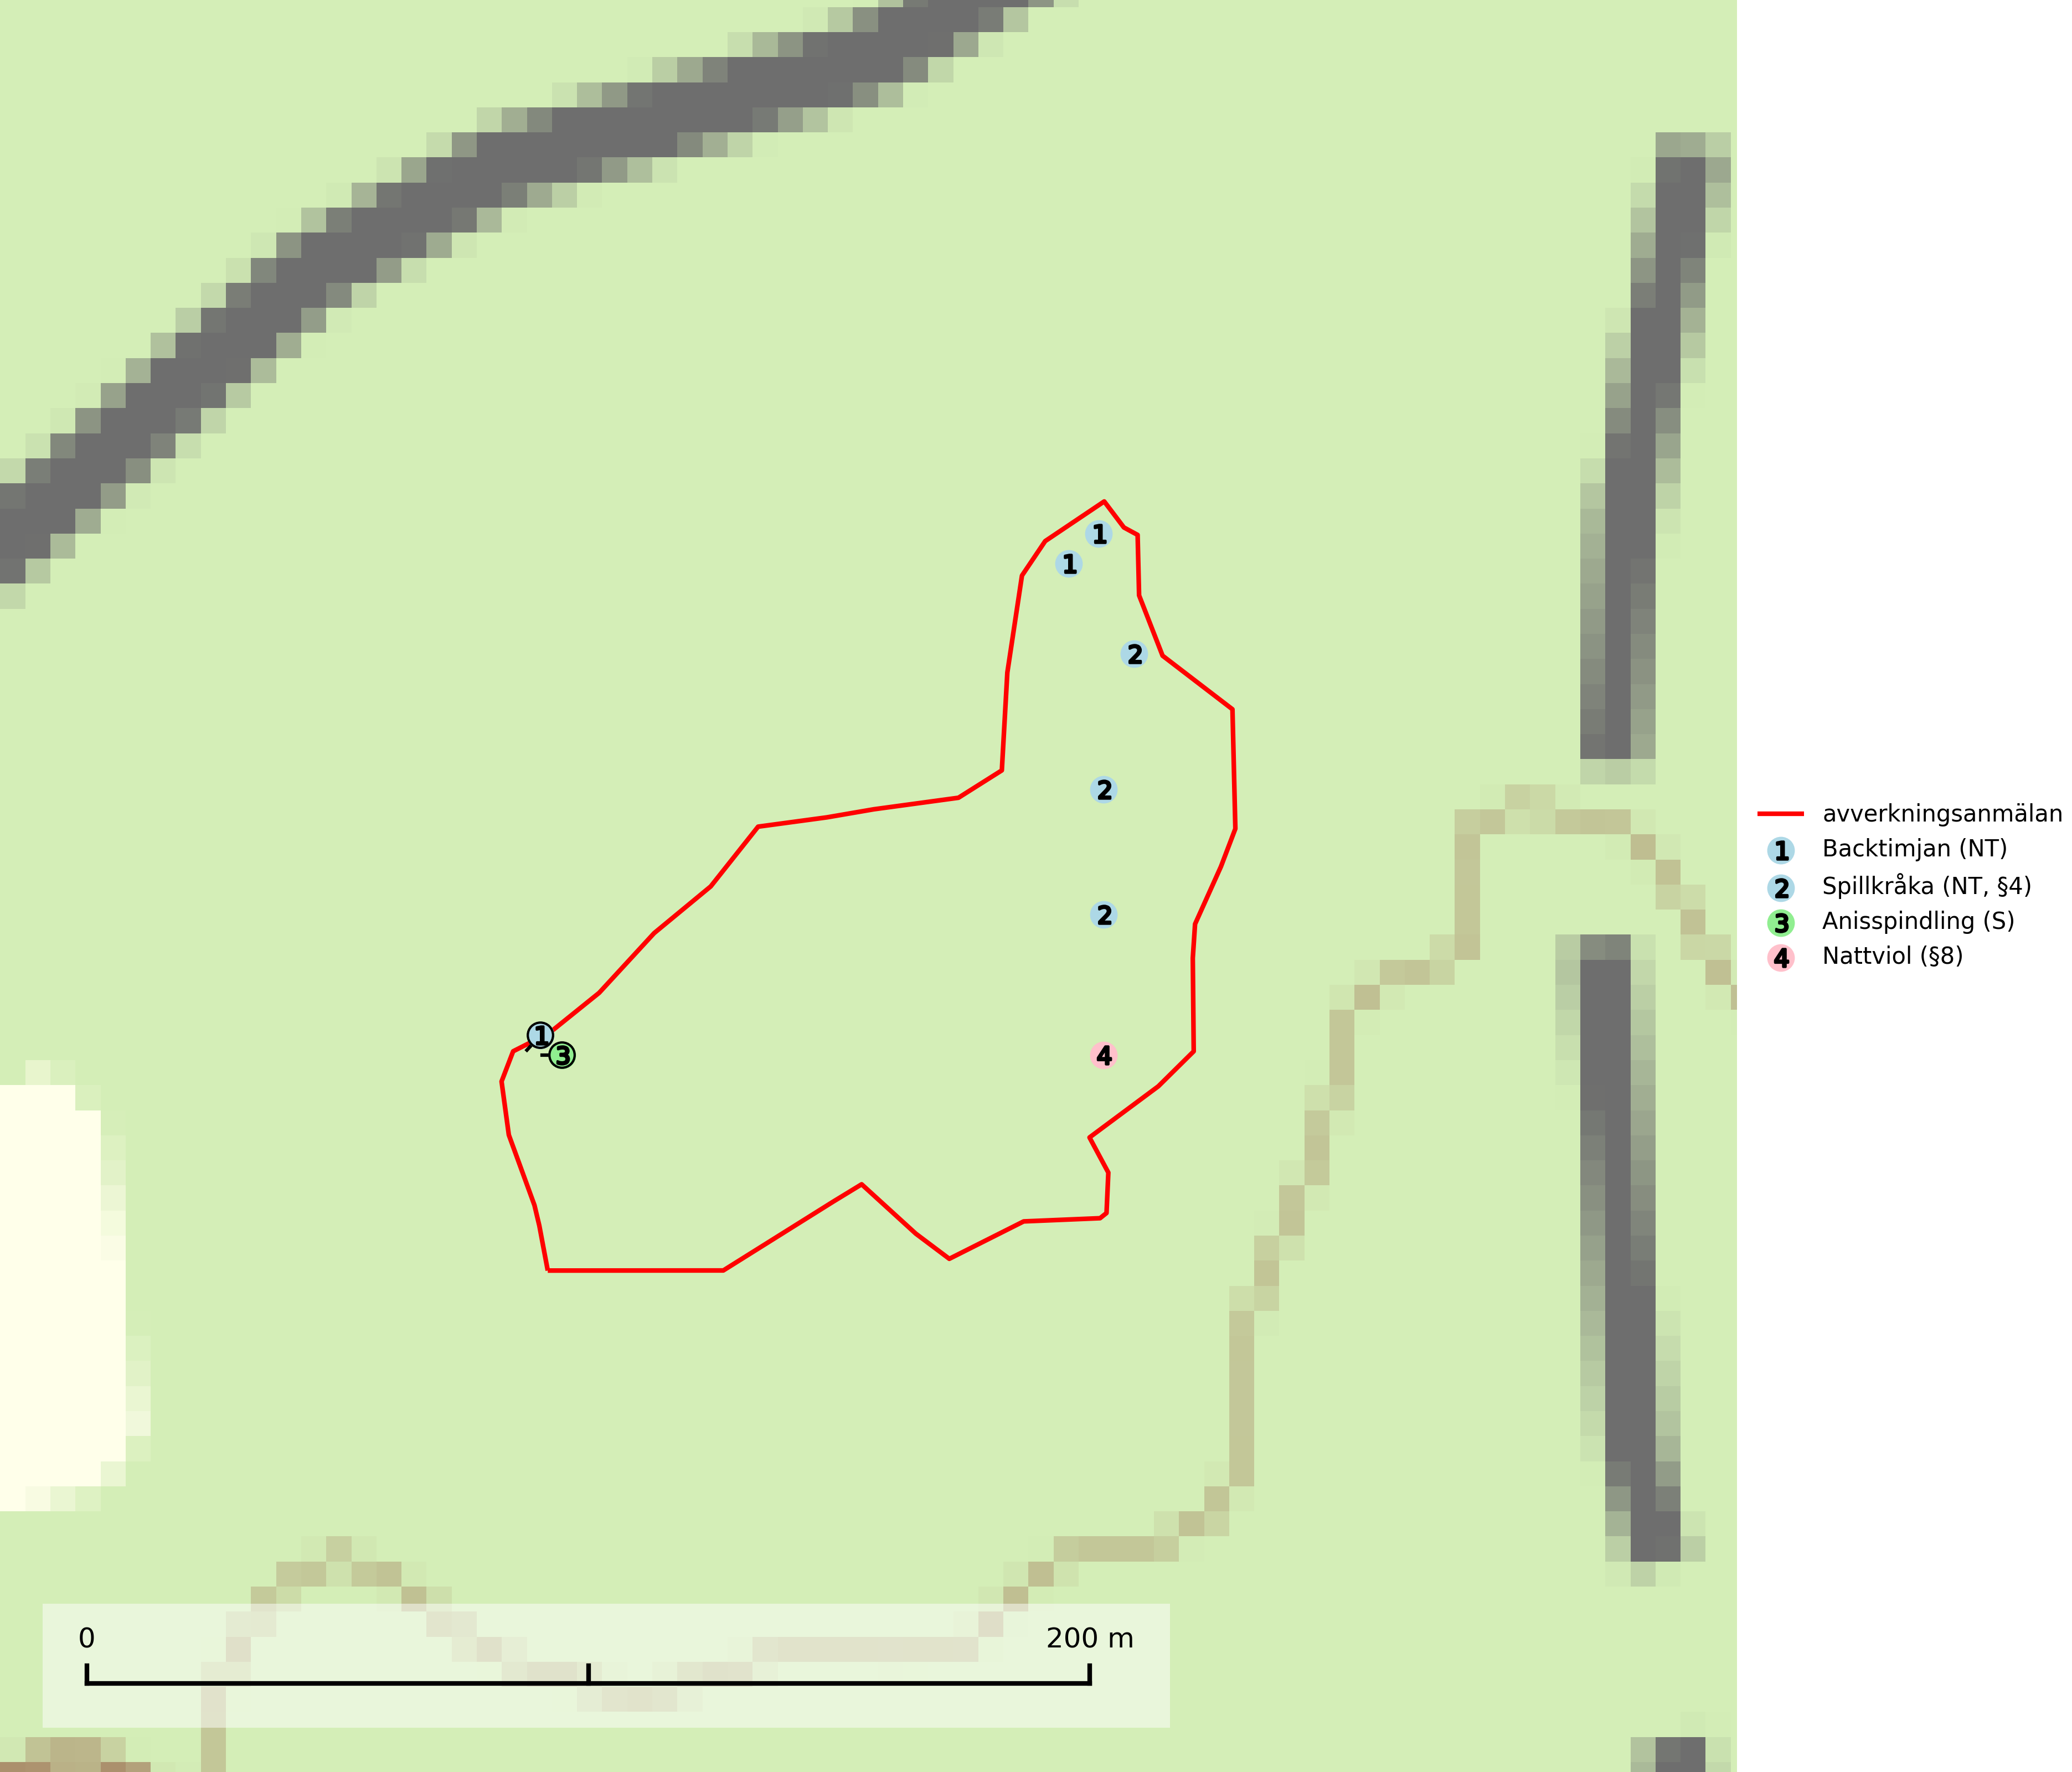 1
1
2
2
2
1
3
4
avverkningsanmälan
1 Backtimjan (NT)
2 Spillkråka (NT, §4)
3 Anisspindling (S)
4 Nattviol (§8)
0 200 m